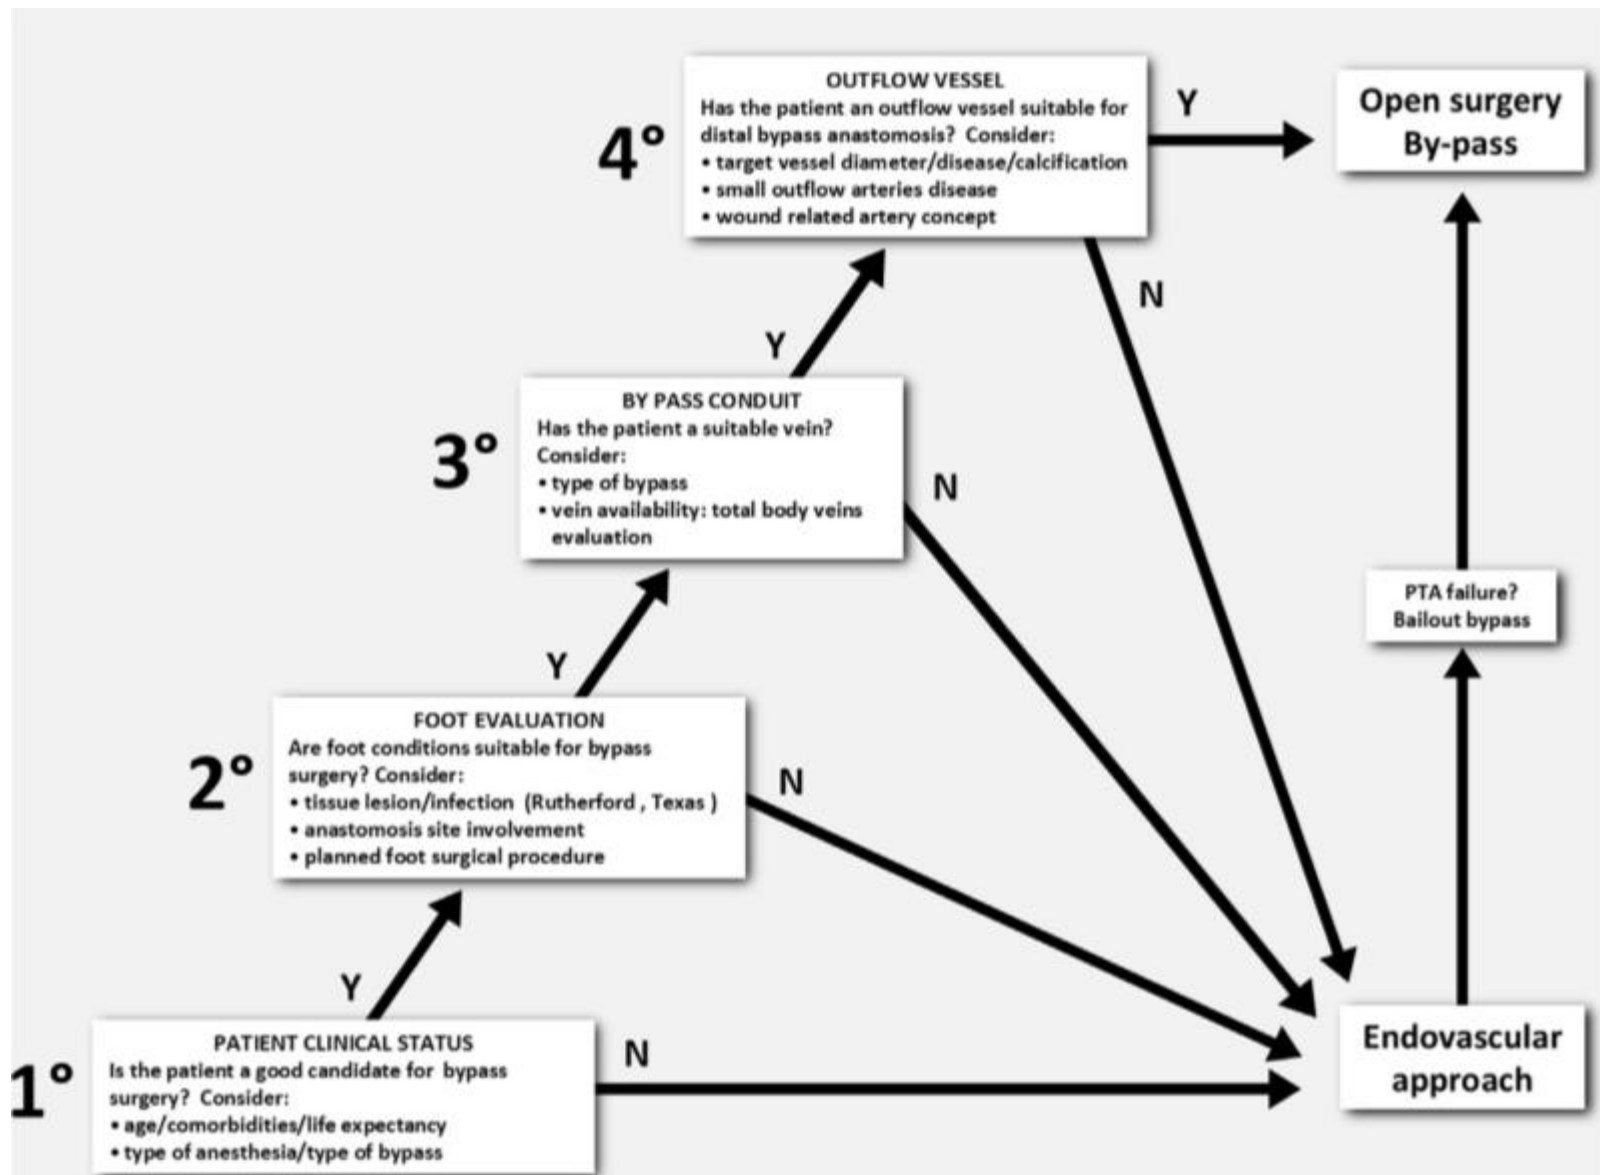 OUTFLOW VESSEL
Has the patient an outflow vessel suitable for
distal bypass anastomosis? Consider:
• target vessel diameter/disease/calcification
• small outflow arteries disease
• wound related artery concept
4°
Y
Open surgery
By-pass
N
Y
BY PASS CONDUIT
Has the patient a suitable vein?
Consider:
• type of bypass
• vein availability: total body veins
evaluation
3°
N
PTA failure?
Bailout bypass
Y
FOOT EVALUATION
Are foot conditions suitable for bypass
surgery? Consider:
• tissue lesion/infection (Rutherford , Texas )
• anastomosis site involvement
• planned foot surgical procedure
2°
N
Y
PATIENT CLINICAL STATUS
Is the patient a good candidate for bypass
surgery? Consider:
• age/comorbidities/life expectancy
• type of anesthesia/type of bypass
1°
N
Endovascular
approach